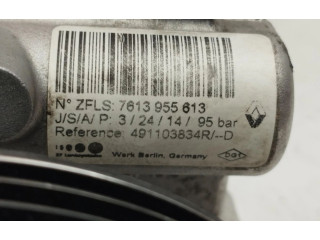 N° ZFLS: 7613 955 613
J/S/A/ P: 3 / 24 / 14 / 95 bar
Reference: 491103834R/--D
Werk Berlin, Germany